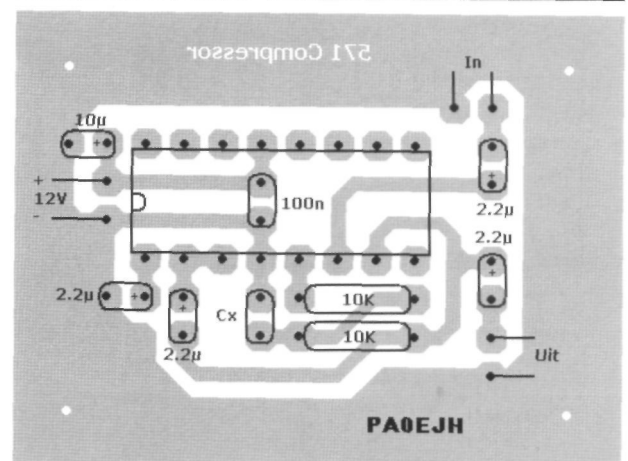 571 Compressor
In
10µ
+
+
12V
-
100n
+
2.2µ
2.2µ
+
2.2µ
+
+
2.2µ
Cx
10K
10K
Uit
PA0EJH